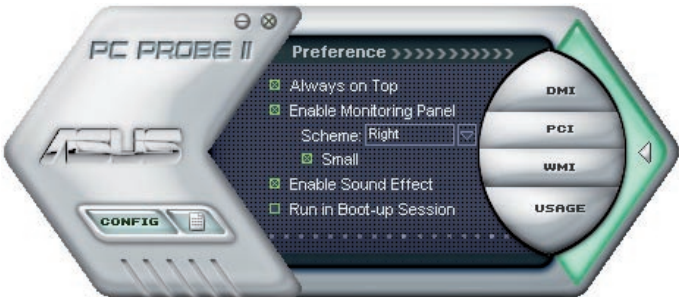 PC PROBE II
Preference
Always on Top
Enable Monitoring Panel
Scheme: Right
Small
Enable Sound Effect
Run in Boot-up Session
ASUS
CONFIG
DMI
PCI
WMI
USAGE